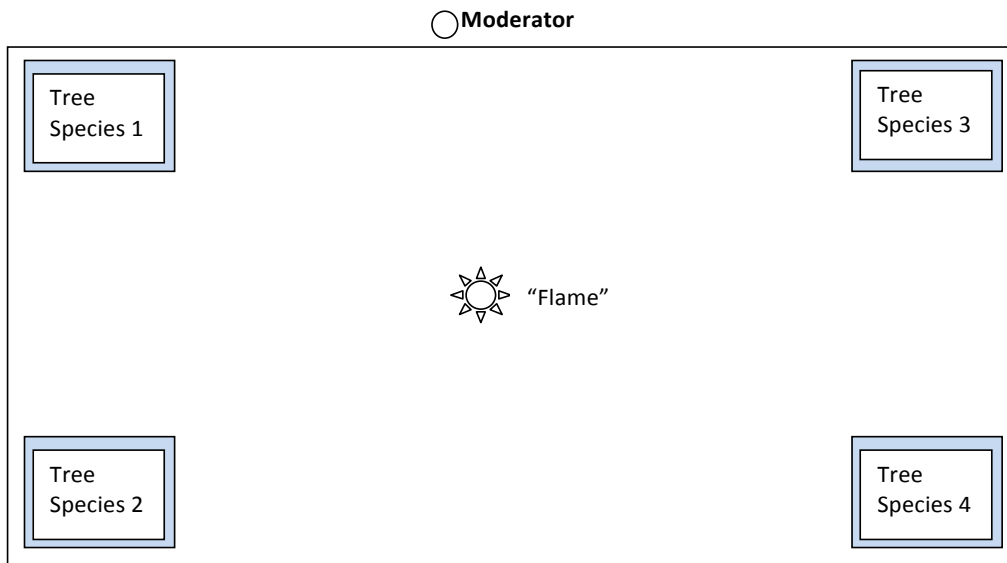 Moderator
Tree
Species 1
Tree
Species 3
“Flame”
Tree
Species 2
Tree
Species 4